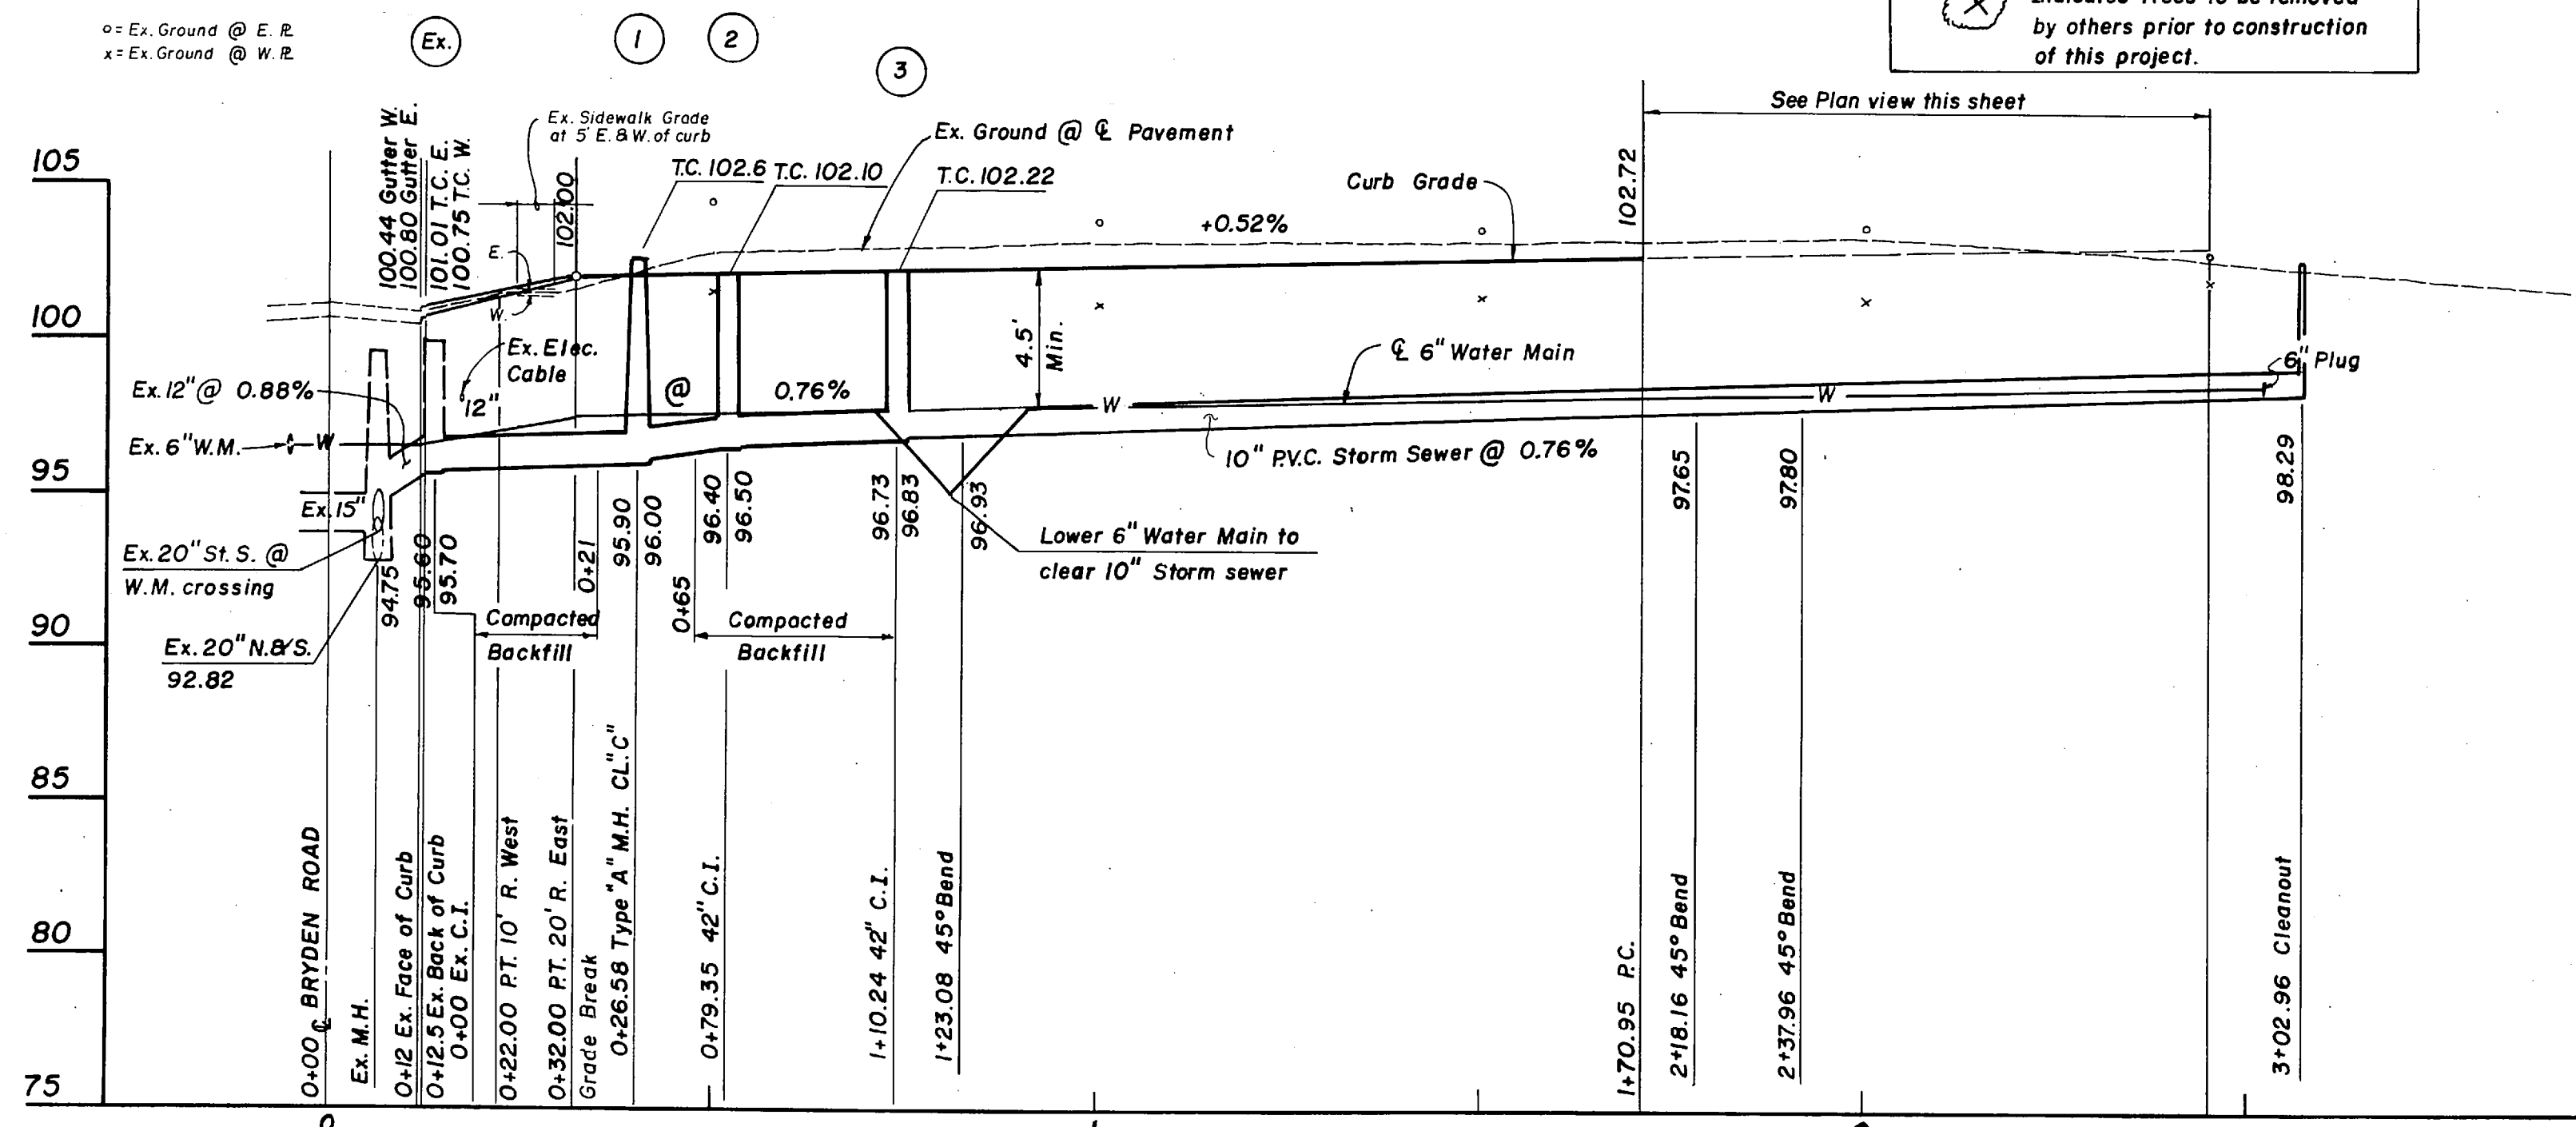 o = Ex. Ground @ E. ⅊
x = Ex. Ground @ W. ⅊
Ex.
1
2
3
by others prior to construction
of this project.
See Plan view this sheet
Ex. Sidewalk Grade
at 5' E. & W. of curb
Ex. Ground @ ℄ Pavement
100.44 Gutter W.
100.80 Gutter E.
101.01 T.C. E.
100.75 T.C. W.
102.00
T.C. 102.6
T.C. 102.10
T.C. 102.22
Curb Grade
102.72
+0.52%
105
100
95
90
85
80
75
E.
W.
Ex. Elec.
Cable
12"
@
0.76%
4.5'
Min.
℄ 6" Water Main
6" Plug
Ex. 12" @ 0.88%
Ex. 6" W.M.
W
W
W
10" P.V.C. Storm Sewer @ 0.76%
Ex. 15"
Ex. 20" St. S. @
W.M. crossing
Ex. 20" N.&S.
92.82
94.75
95.60
95.70
0+21
95.90
96.00
0+65
96.40
96.50
96.73
96.83
96.93
97.65
97.80
98.29
Lower 6" Water Main to
clear 10" Storm sewer
Compacted
Backfill
Compacted
Backfill
0+00 ℄ BRYDEN ROAD
Ex. M.H.
0+12 Ex. Face of Curb
0+12.5 Ex. Back of Curb
0+00 Ex. C.I.
0+22.00 P.T. 10' R. West
0+32.00 P.T. 20' R. East
Grade Break
0+26.58 Type "A" M.H. CL."C"
0+79.35 42" C.I.
1+10.24 42" C.I.
1+23.08 45° Bend
1+70.95 P.C.
2+18.16 45° Bend
2+37.96 45° Bend
3+02.96 Cleanout